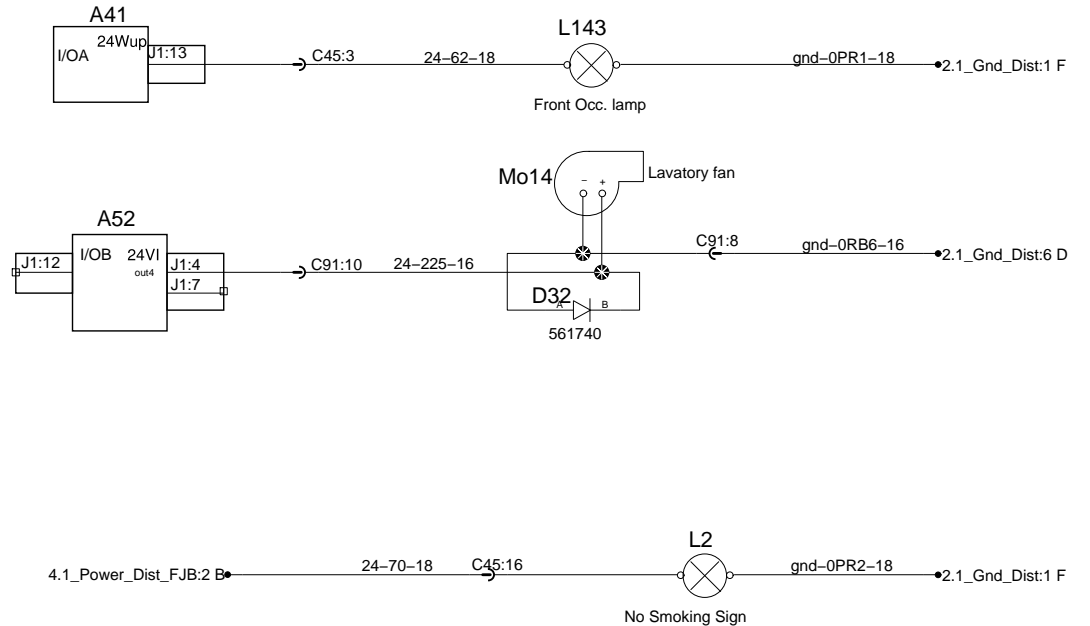 A41
I/OA
24Wup
J1:13
C45:3
24-62-18
L143
Front Occ. lamp
gnd-0PR1-18
2.1_Gnd_Dist:1 F
Mo14
- +
Lavatory fan
A52
I/OB
24VI
out4
J1:12
J1:4
J1:7
C91:10
24-225-16
D32
A
B
561740
C91:8
gnd-0RB6-16
2.1_Gnd_Dist:6 D
4.1_Power_Dist_FJB:2 B
24-70-18
C45:16
L2
No Smoking Sign
gnd-0PR2-18
2.1_Gnd_Dist:1 F